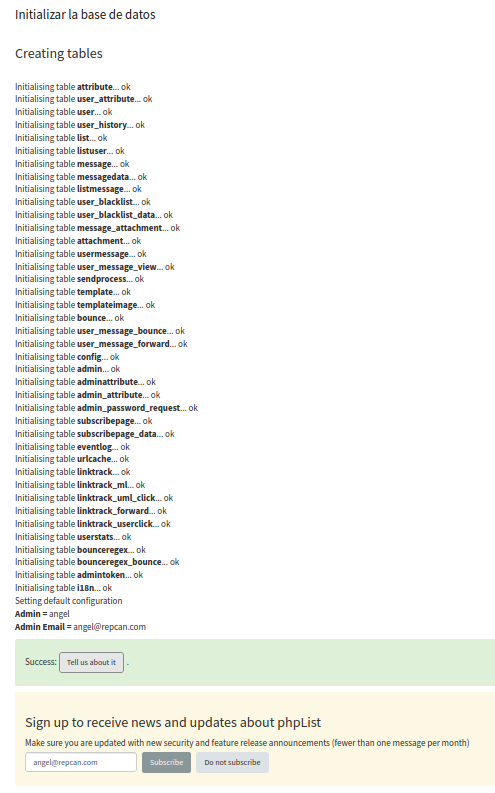 Initializar la base de datos
Creating tables
Initialising table attribute... ok
Initialising table user_attribute... ok
Initialising table user... ok
Initialising table user_history... ok
Initialising table list... ok
Initialising table listuser... ok
Initialising table message... ok
Initialising table messagedata... ok
Initialising table listmessage... ok
Initialising table user_blacklist... ok
Initialising table user_blacklist_data... ok
Initialising table message_attachment... ok
Initialising table attachment... ok
Initialising table usermessage... ok
Initialising table user_message_view... ok
Initialising table sendprocess... ok
Initialising table template... ok
Initialising table templateimage... ok
Initialising table bounce... ok
Initialising table user_message_bounce... ok
Initialising table user_message_forward... ok
Initialising table config... ok
Initialising table admin... ok
Initialising table adminattribute... ok
Initialising table admin_attribute... ok
Initialising table admin_password_request... ok
Initialising table subscribepage... ok
Initialising table subscribepage_data... ok
Initialising table eventlog... ok
Initialising table urlcache... ok
Initialising table linktrack... ok
Initialising table linktrack_ml... ok
Initialising table linktrack_uml_click... ok
Initialising table linktrack_forward... ok
Initialising table linktrack_userclick... ok
Initialising table userstats... ok
Initialising table bounceregex... ok
Initialising table bounceregex_bounce... ok
Initialising table admintoken... ok
Initialising table i18n... ok
Setting default configuration
Admin = angel
Admin Email = angel@repcan.com
Success: Tell us about it .
Sign up to receive news and updates about phpList
Make sure you are updated with new security and feature release announcements (fewer than one message per month)
angel@repcan.com Subscribe Do not subscribe